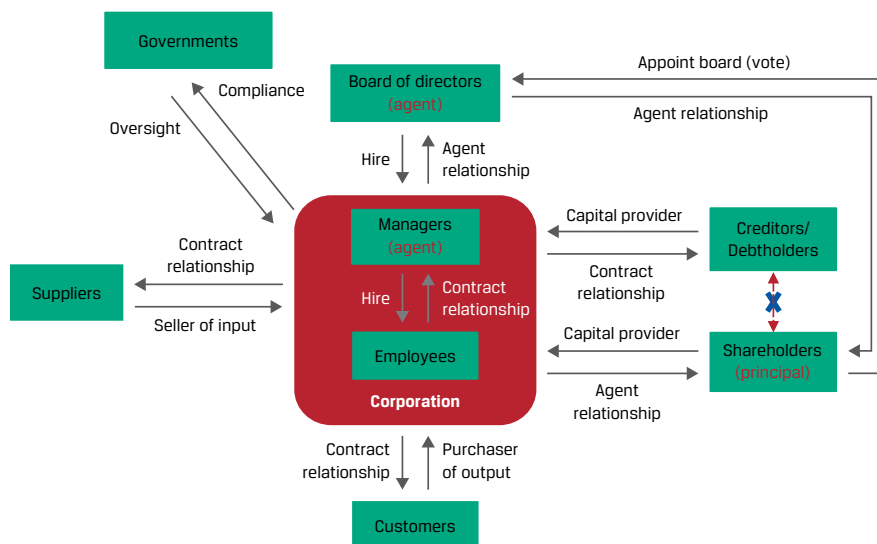 Governments
Compliance
Oversight
Board of directors
(agent)
Appoint board (vote)
Agent relationship
Hire
Agent
relationship
Managers
(agent)
Hire
Contract
relationship
Employees
Corporation
Contract
relationship
Suppliers
Seller of input
Capital provider
Contract
relationship
Creditors/
Debtholders
Capital provider
Agent
relationship
Shareholders
(principal)
Contract
relationship
Purchaser
of output
Customers